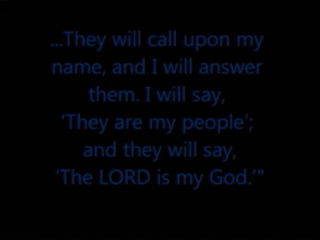 ...They will call upon my
name, and I will answer
them. I will say,
‘They are my people’;
and they will say,
‘The LORD is my God.’"